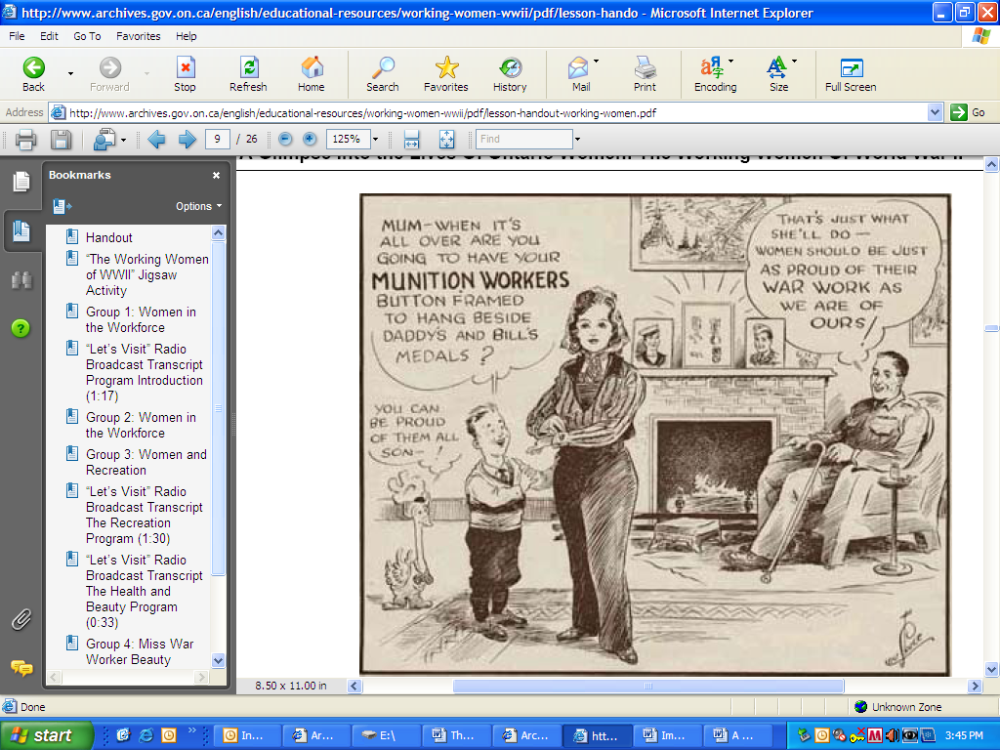 http://www.archives.gov.on.ca/english/educational-resources/working-women-wwii/pdf/lesson-hando - Microsoft Internet Explorer
File Edit Go To Favorites Help
Back Forward Stop Refresh Home Search Favorites History Mail Print Encoding Size Full Screen
Address http://www.archives.gov.on.ca/english/educational-resources/working-women-wwii/pdf/lesson-handout-working-women.pdf Go
9 / 26 125% Find
A Glimpse into the Lives of Ontario Women: The Working Women of World War II
Bookmarks
Options
Handout
“The Working Women
of WWII” Jigsaw
Activity
Group 1: Women in
the Workforce
“Let’s Visit” Radio
Broadcast Transcript
Program Introduction
(1:17)
Group 2: Women in
the Workforce
Group 3: Women and
Recreation
“Let’s Visit” Radio
Broadcast Transcript
The Recreation
Program (1:30)
“Let’s Visit” Radio
Broadcast Transcript
The Health and
Beauty Program
(0:33)
Group 4: Miss War
Worker Beauty
MUM-WHEN IT'S
ALL OVER ARE YOU
GOING TO HAVE YOUR
MUNITION WORKERS
BUTTON FRAMED
TO HANG BESIDE
DADDY'S AND BILL'S
MEDALS ?
THAT'S JUST WHAT
SHE'LL DO —
WOMEN SHOULD BE JUST
AS PROUD OF THEIR
WAR WORK AS
WE ARE OF
OURS!
YOU CAN
BE PROUD
OF THEM ALL
SON-!
8.50 x 11.00 in
Done Unknown Zone
start In... Ar... E:\ Th... Arc... htt... Im... A ... 3:45 PM